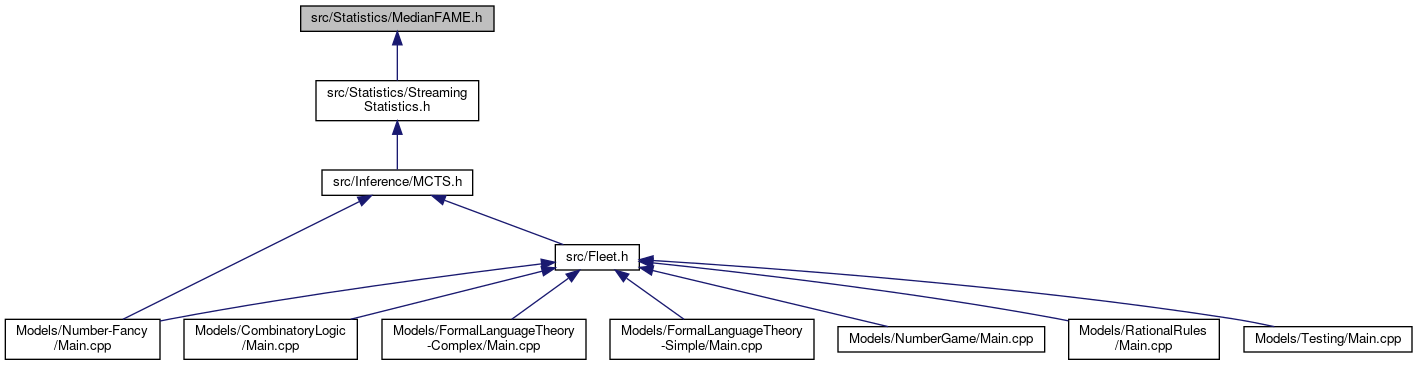 src/Statistics/MedianFAME.h
src/Statistics/Streaming
Statistics.h
src/Inference/MCTS.h
src/Fleet.h
Models/Number-Fancy
/Main.cpp
Models/CombinatoryLogic
/Main.cpp
Models/FormalLanguageTheory
-Complex/Main.cpp
Models/FormalLanguageTheory
-Simple/Main.cpp
Models/NumberGame/Main.cpp
Models/RationalRules
/Main.cpp
Models/Testing/Main.cpp